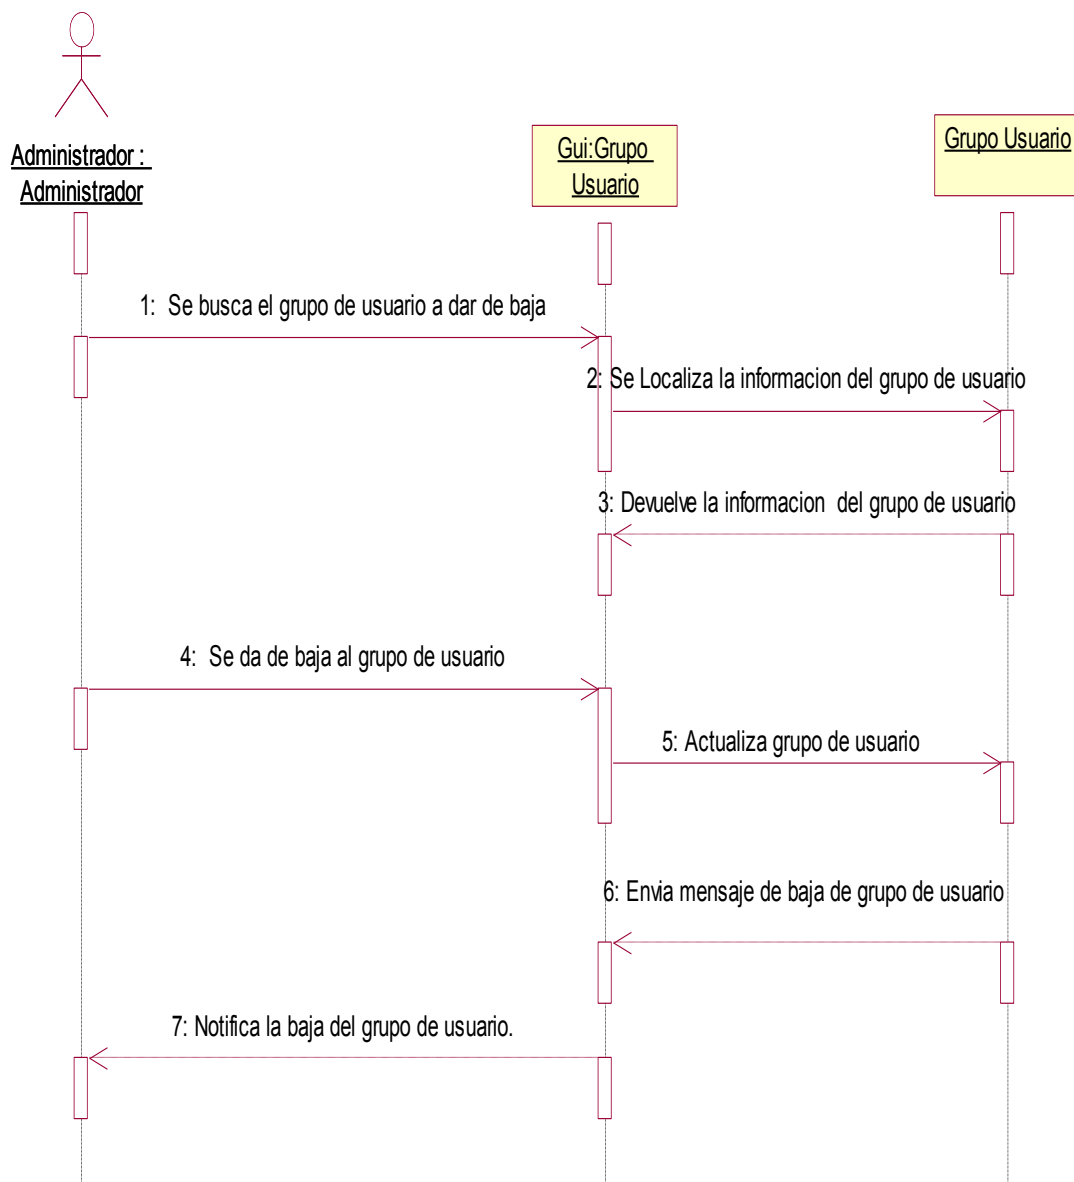 Administrador :
Administrador
Gui:Grupo
Usuario
Grupo Usuario
1: Se busca el grupo de usuario a dar de baja
2: Se Localiza la informacion del grupo de usuario
3: Devuelve la informacion del grupo de usuario
4: Se da de baja al grupo de usuario
5: Actualiza grupo de usuario
6: Envia mensaje de baja de grupo de usuario
7: Notifica la baja del grupo de usuario.